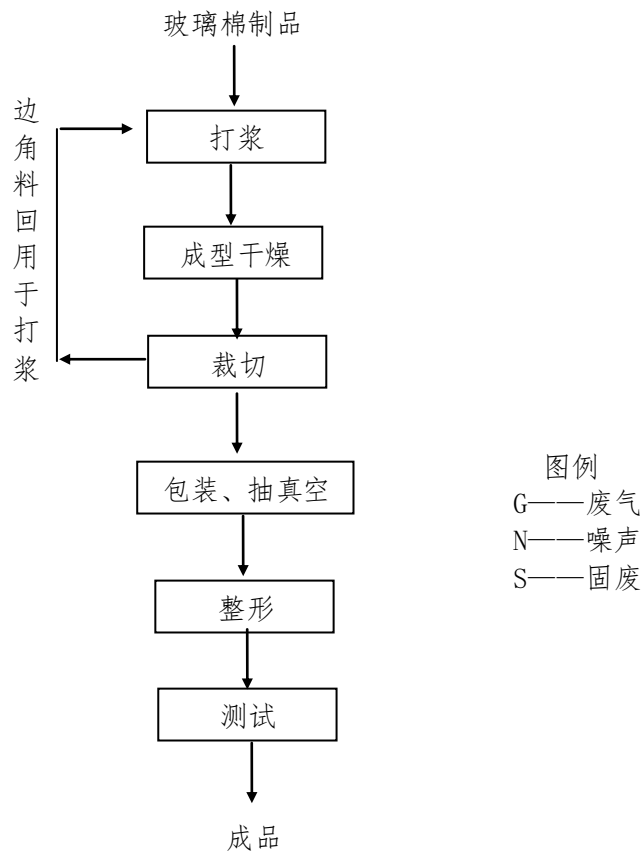 玻璃棉制品
打浆
边角料回用于打浆
成型干燥
裁切
包装、抽真空
整形
测试
成品
图例
G——废气
N——噪声
S——固废